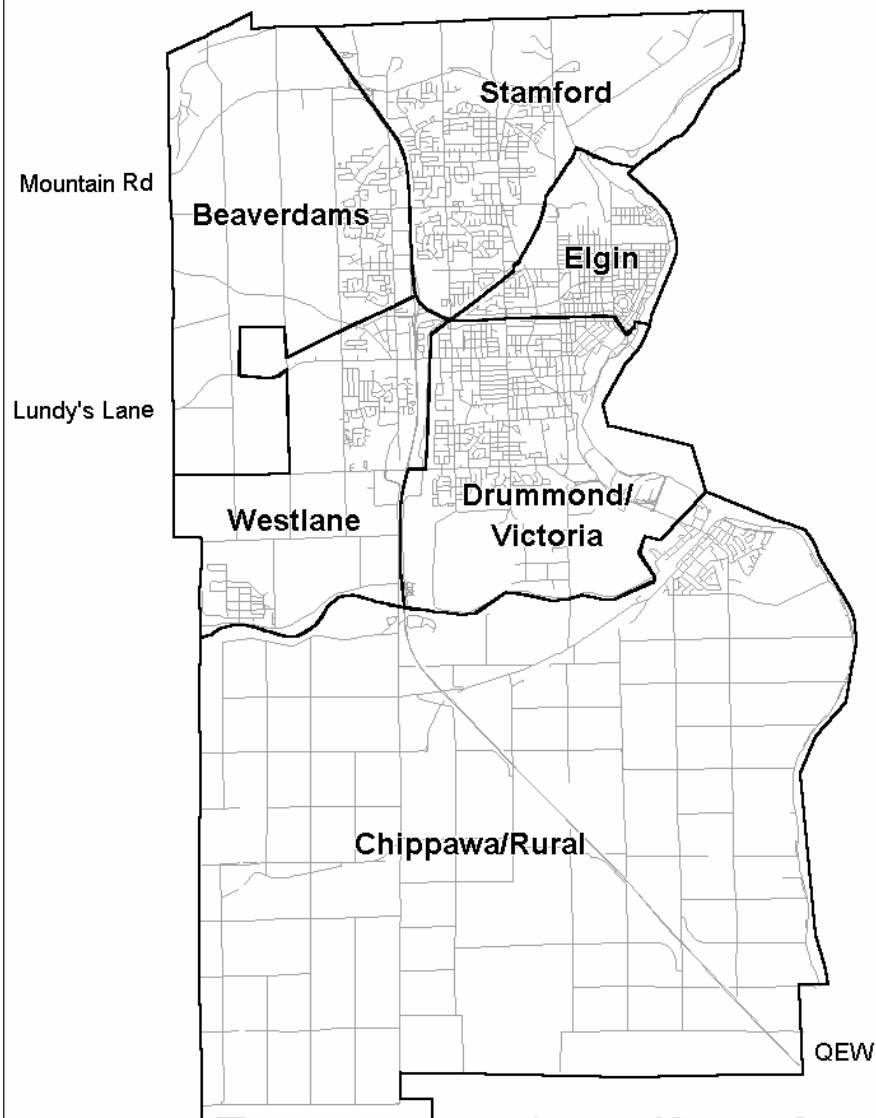 Stamford
Mountain Rd
Beaverdams
Elgin
Lundy's Lane
Drummond/
Victoria
Westlane
Chippawa/Rural
QEW